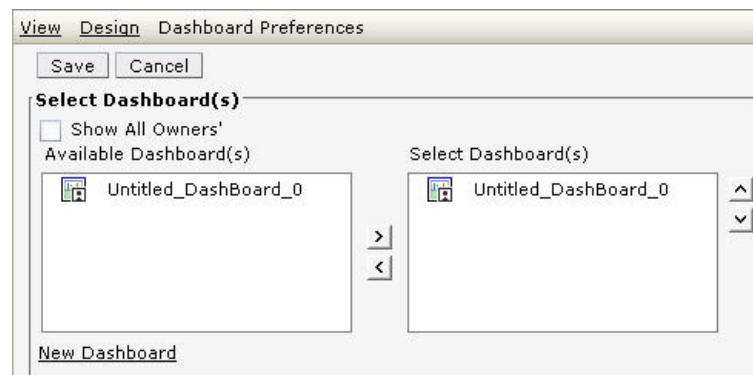 View Design Dashboard Preferences
Save Cancel
Select Dashboard(s)
Show All Owners'
Available Dashboard(s) Select Dashboard(s)
Untitled_DashBoard_0 Untitled_DashBoard_0
New Dashboard